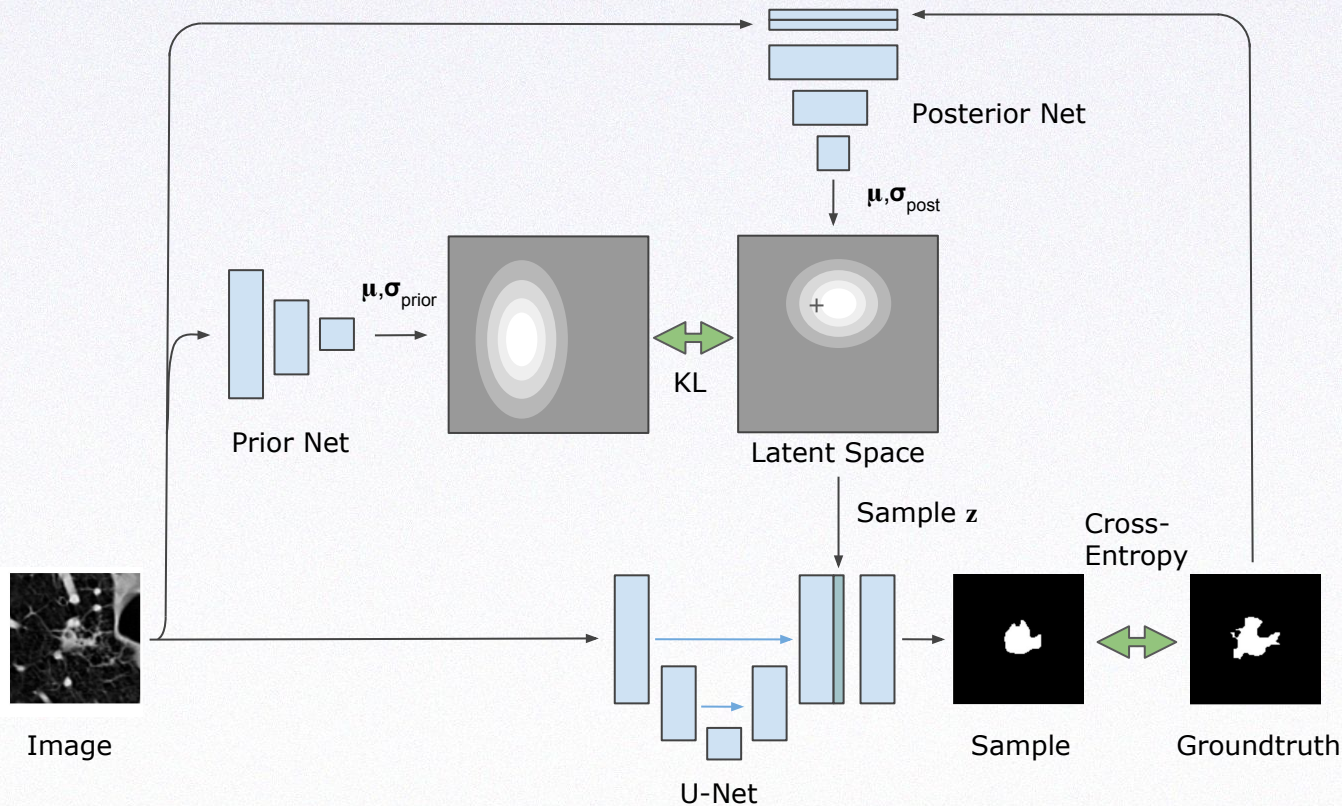 Posterior Net
μ,σpost
μ,σprior
KL
Prior Net
Latent Space
Sample z
Cross-
Entropy
Image
Sample
Groundtruth
U-Net